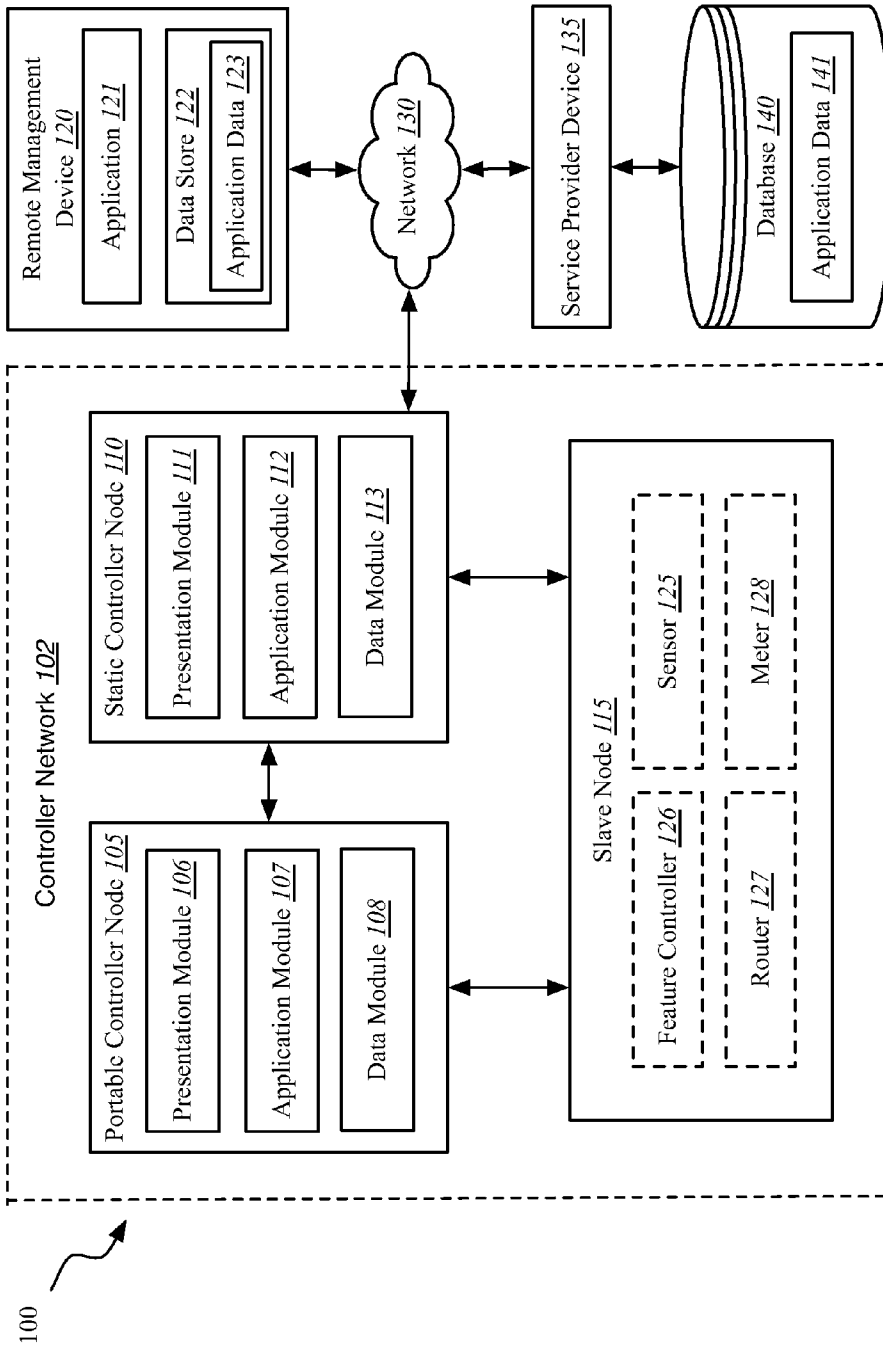 100
Controller Network 102
Portable Controller Node 105
Presentation Module 106
Application Module 107
Data Module 108
Static Controller Node 110
Presentation Module 111
Application Module 112
Data Module 113
Slave Node 115
Feature Controller 126
Sensor 125
Router 127
Meter 128
Remote Management
Device 120
Application 121
Data Store 122
Application Data 123
Network 130
Service Provider Device 135
Database 140
Application Data 141